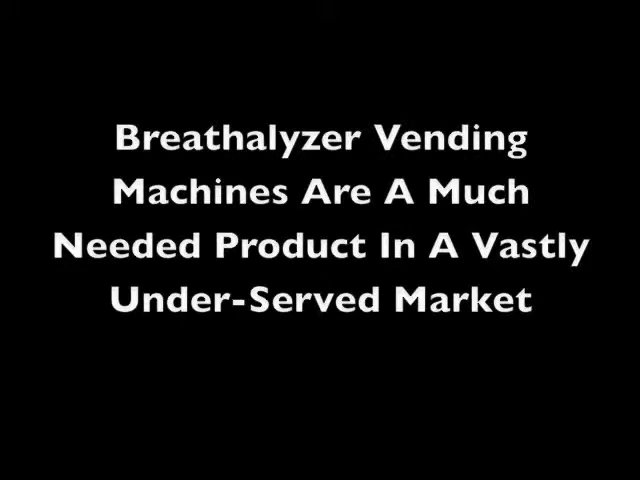 Breathalyzer Vending
Machines Are A Much
Needed Product In A Vastly
Under-Served Market